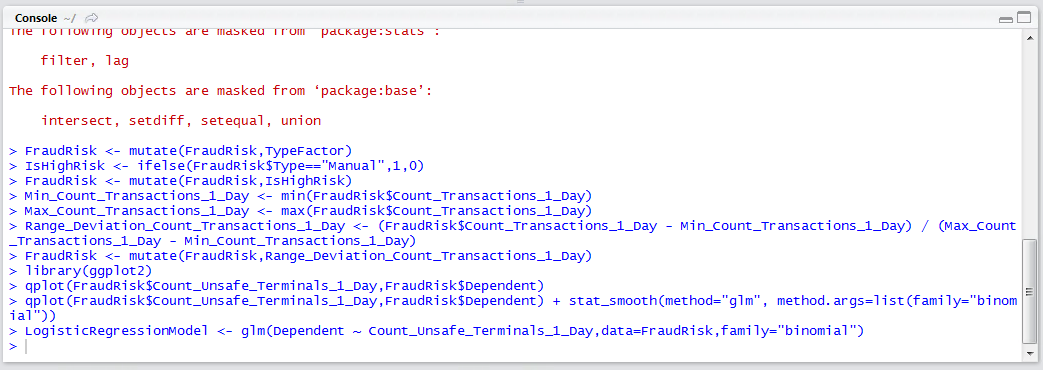 Console ~/
The following objects are masked from ‘package:stats’:
filter, lag
The following objects are masked from ‘package:base’:
intersect, setdiff, setequal, union
> FraudRisk <- mutate(FraudRisk,TypeFactor)
> IsHighRisk <- ifelse(FraudRisk$Type=="Manual",1,0)
> FraudRisk <- mutate(FraudRisk,IsHighRisk)
> Min_Count_Transactions_1_Day <- min(FraudRisk$Count_Transactions_1_Day)
> Max_Count_Transactions_1_Day <- max(FraudRisk$Count_Transactions_1_Day)
> Range_Deviation_Count_Transactions_1_Day <- (FraudRisk$Count_Transactions_1_Day - Min_Count_Transactions_1_Day) / (Max_Count
_Transactions_1_Day - Min_Count_Transactions_1_Day)
> FraudRisk <- mutate(FraudRisk,Range_Deviation_Count_Transactions_1_Day)
> library(ggplot2)
> qplot(FraudRisk$Count_Unsafe_Terminals_1_Day,FraudRisk$Dependent)
> qplot(FraudRisk$Count_Unsafe_Terminals_1_Day,FraudRisk$Dependent) + stat_smooth(method="glm", method.args=list(family="binom
ial"))
> LogisticRegressionModel <- glm(Dependent ~ Count_Unsafe_Terminals_1_Day,data=FraudRisk,family="binomial")
>